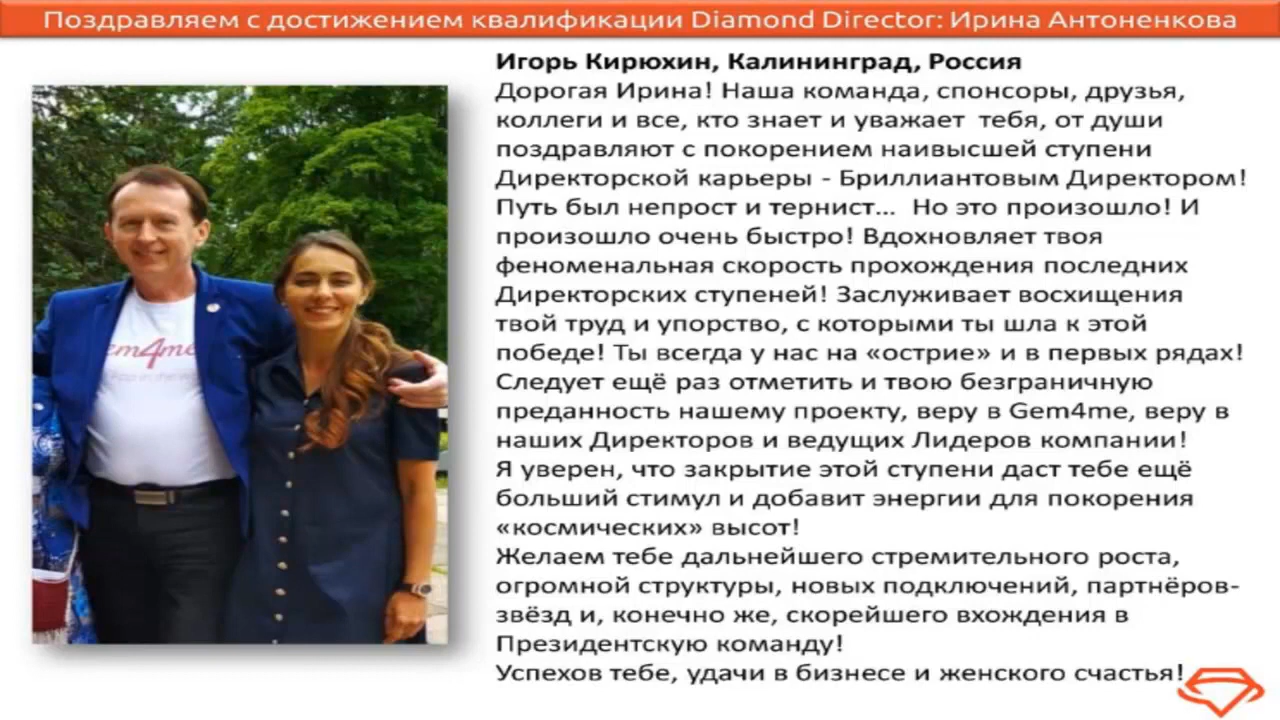 Поздравляем с достижением квалификации Diamond Director: Ирина Антоненкова
Игорь Кирюхин, Калининград, Россия
Дорогая Ирина! Наша команда, спонсоры, друзья,
коллеги и все, кто знает и уважает тебя, от души
поздравляют с покорением наивысшей ступени
Директорской карьеры - Бриллиантовым Директором!
Путь был непрост и тернист... Но это произошло! И
произошло очень быстро! Вдохновляет твоя
феноменальная скорость прохождения последних
Директорских ступеней! Заслуживает восхищения
твой труд и упорство, с которыми ты шла к этой
победе! Ты всегда у нас на «острие» и в первых рядах!
Следует ещё раз отметить и твою безграничную
преданность нашему проекту, веру в Gem4me, веру в
наших Директоров и ведущих Лидеров компании!
Я уверен, что закрытие этой ступени даст тебе ещё
больший стимул и добавит энергии для покорения
«космических» высот!
Желаем тебе дальнейшего стремительного роста,
огромной структуры, новых подключений, партнёров-
звёзд и, конечно же, скорейшего вхождения в
Президентскую команду!
Успехов тебе, удачи в бизнесе и женского счастья!
em4me